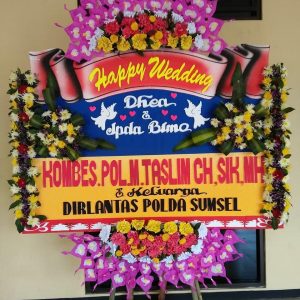 Happy Wedding
Dhea
&
Ipda Bimo
KOMBES.POL.M.TASLIM CH,SIK,MH
& Keluarga
DIRLANTAS POLDA SUMSEL